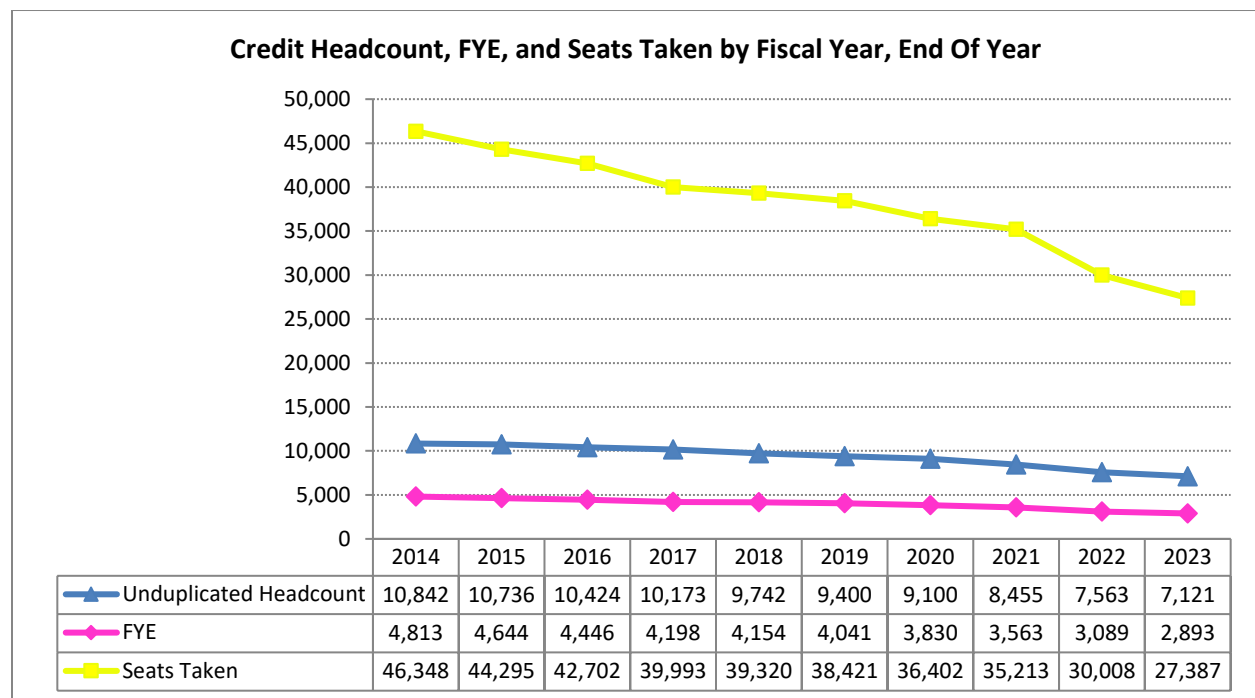 Credit Headcount, FYE, and Seats Taken by Fiscal Year, End Of Year
50,000
45,000
40,000
35,000
30,000
25,000
20,000
15,000
10,000
5,000
0
2014 2015 2016 2017 2018 2019 2020 2021 2022 2023
Unduplicated Headcount 10,842 10,736 10,424 10,173 9,742 9,400 9,100 8,455 7,563 7,121
FYE 4,813 4,644 4,446 4,198 4,154 4,041 3,830 3,563 3,089 2,893
Seats Taken 46,348 44,295 42,702 39,993 39,320 38,421 36,402 35,213 30,008 27,387